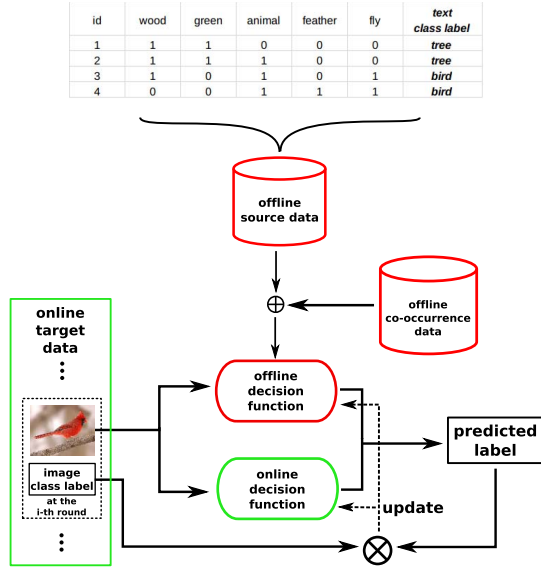 id wood green animal feather fly text class label
1 1 1 0 0 0 tree
2 1 1 1 0 0 tree
3 1 0 1 0 1 bird
4 0 0 1 1 1 bird
offline
source data
offline
co-occurrence
data
online
target
data
offline
decision
function
image
class label
at the
i-th round
online
decision
function
predicted
label
update